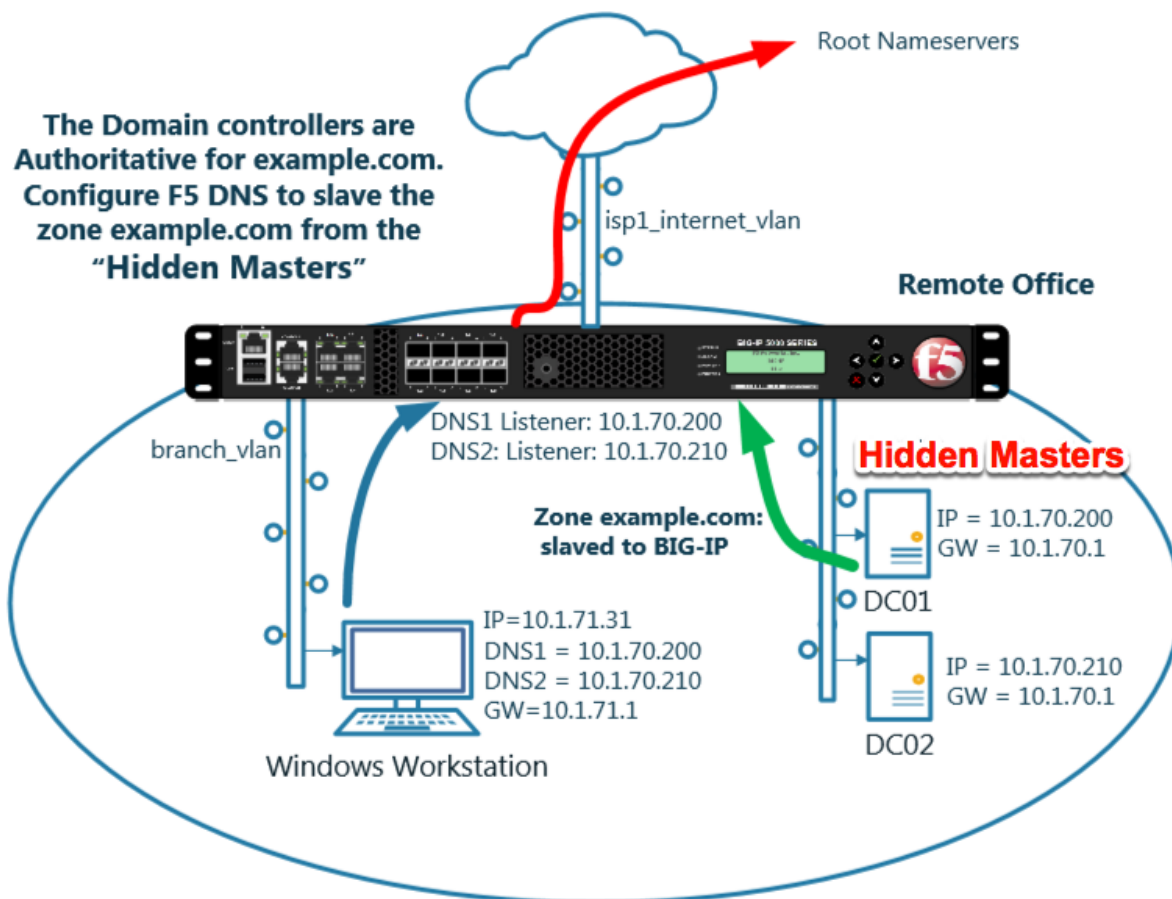 Root Nameservers
The Domain controllers are
Authoritative for example.com.
Configure F5 DNS to slave the
zone example.com from the
“Hidden Masters”
isp1_internet_vlan
Remote Office
BIG-IP 5000 SERIES
f5
branch_vlan
DNS1 Listener: 10.1.70.200
DNS2: Listener: 10.1.70.210
Hidden Masters
Zone example.com:
slaved to BIG-IP
IP = 10.1.70.200
GW = 10.1.70.1
DC01
IP=10.1.71.31
DNS1 = 10.1.70.200
DNS2 = 10.1.70.210
GW=10.1.71.1
Windows Workstation
IP = 10.1.70.210
GW = 10.1.70.1
DC02